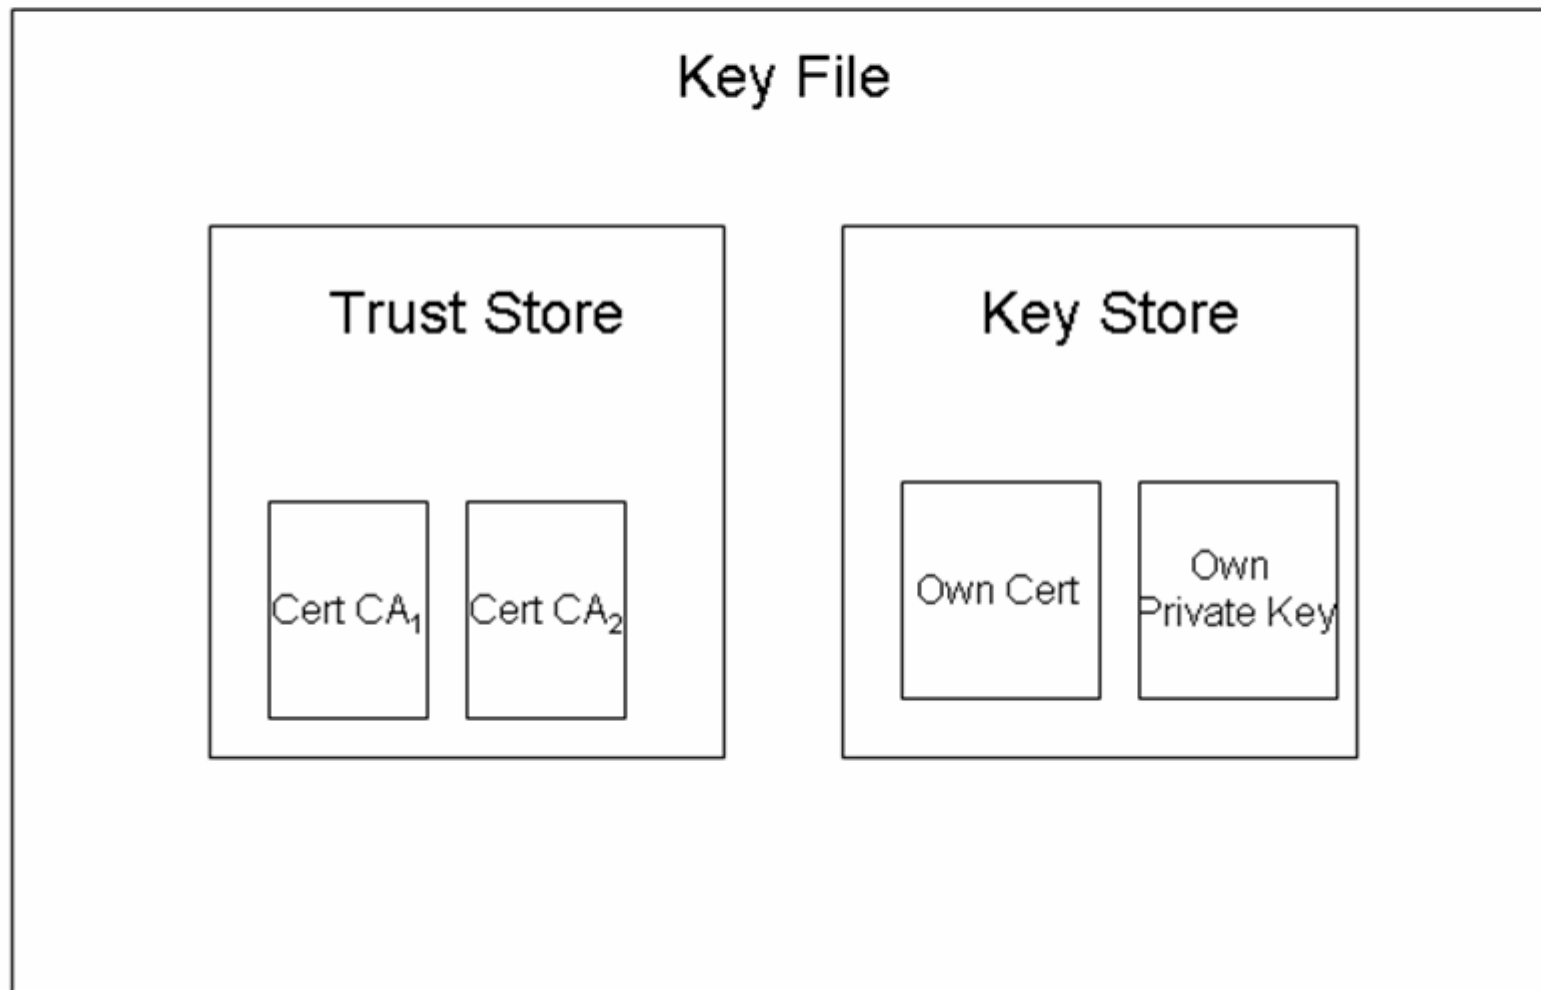 Key File
Trust Store
Key Store
Cert CA₁
Cert CA₂
Own Cert
Own
Private Key